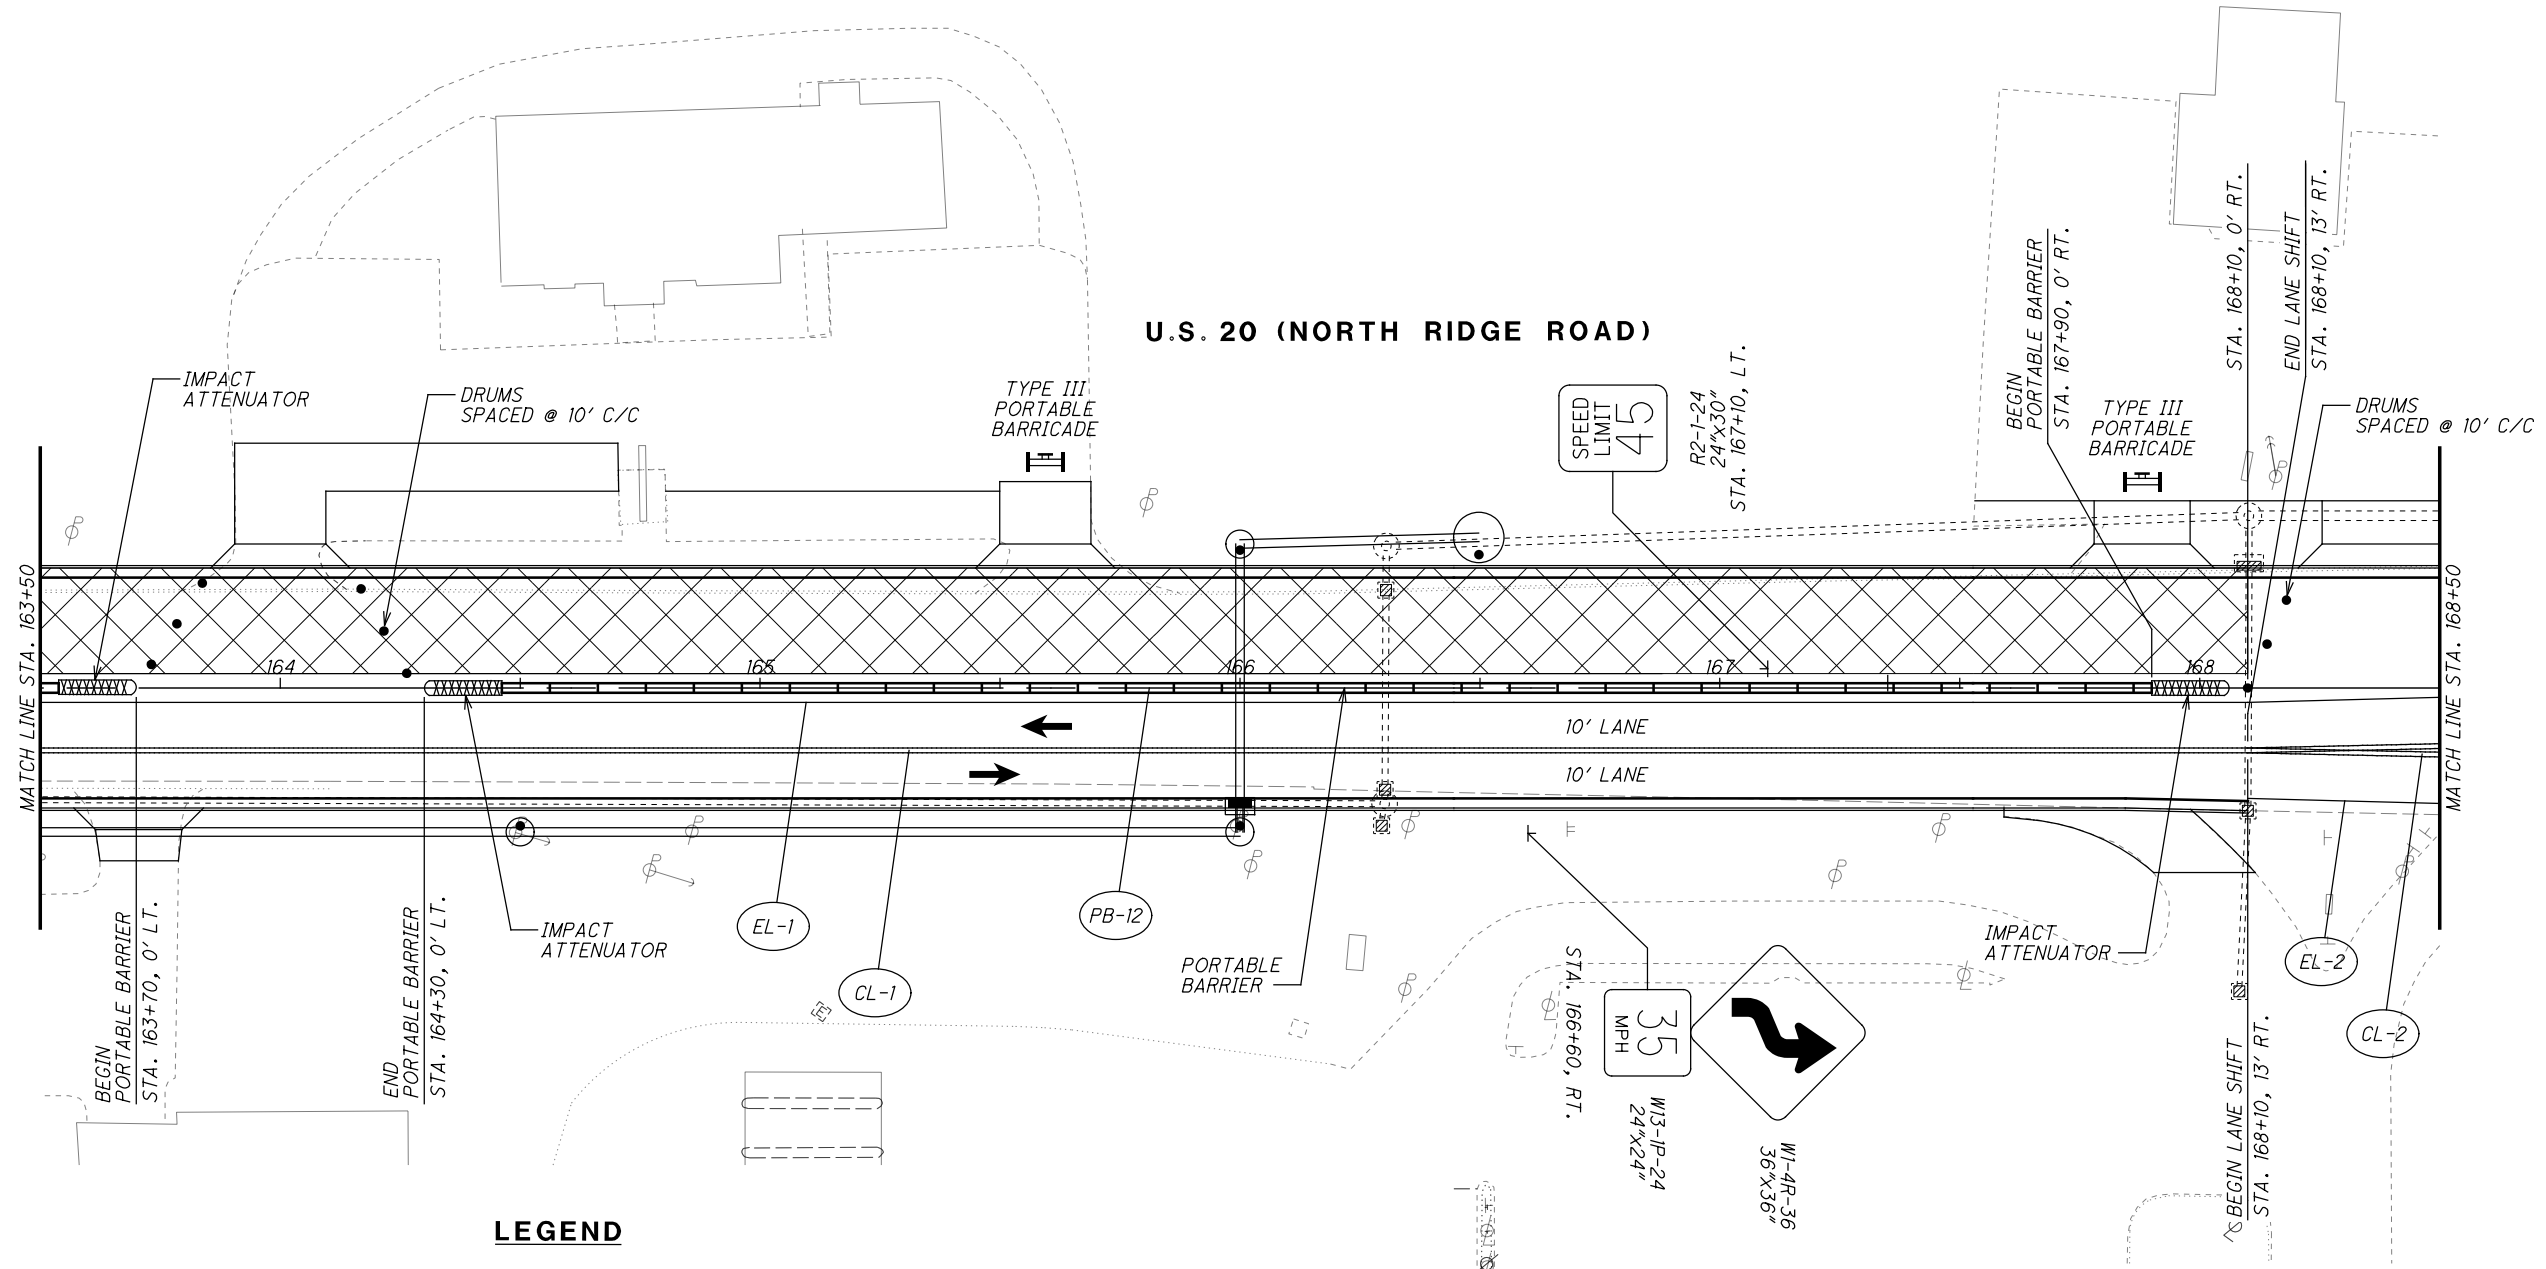 U.S. 20 (NORTH RIDGE ROAD)
IMPACT
ATTENUATOR
DRUMS
SPACED @ 10' C/C
TYPE III
PORTABLE
BARRICADE
SPEED
LIMIT
45
R2-1-24
24"x30"
STA. 167+10, LT.
BEGIN
PORTABLE BARRIER
STA. 167+90, 0' RT.
TYPE III
PORTABLE
BARRICADE
STA. 168+10, 0' RT.
END LANE SHIFT
STA. 168+10, 13' RT.
DRUMS
SPACED @ 10' C/C
MATCH LINE STA. 163+50
164
165
166
167
168
MATCH LINE STA. 168+50
10' LANE
10' LANE
BEGIN
PORTABLE BARRIER
STA. 163+70, 0' LT.
END
PORTABLE BARRIER
STA. 164+30, 0' LT.
IMPACT
ATTENUATOR
EL-1
CL-1
PB-12
PORTABLE
BARRIER
STA. 166+60, RT.
35
MPH
W13-1P-24
24"x24"
W1-4R-36
36"x36"
IMPACT
ATTENUATOR
EL-2
CL-2
BEGIN LANE SHIFT
STA. 168+10, 13' RT.
E
LEGEND